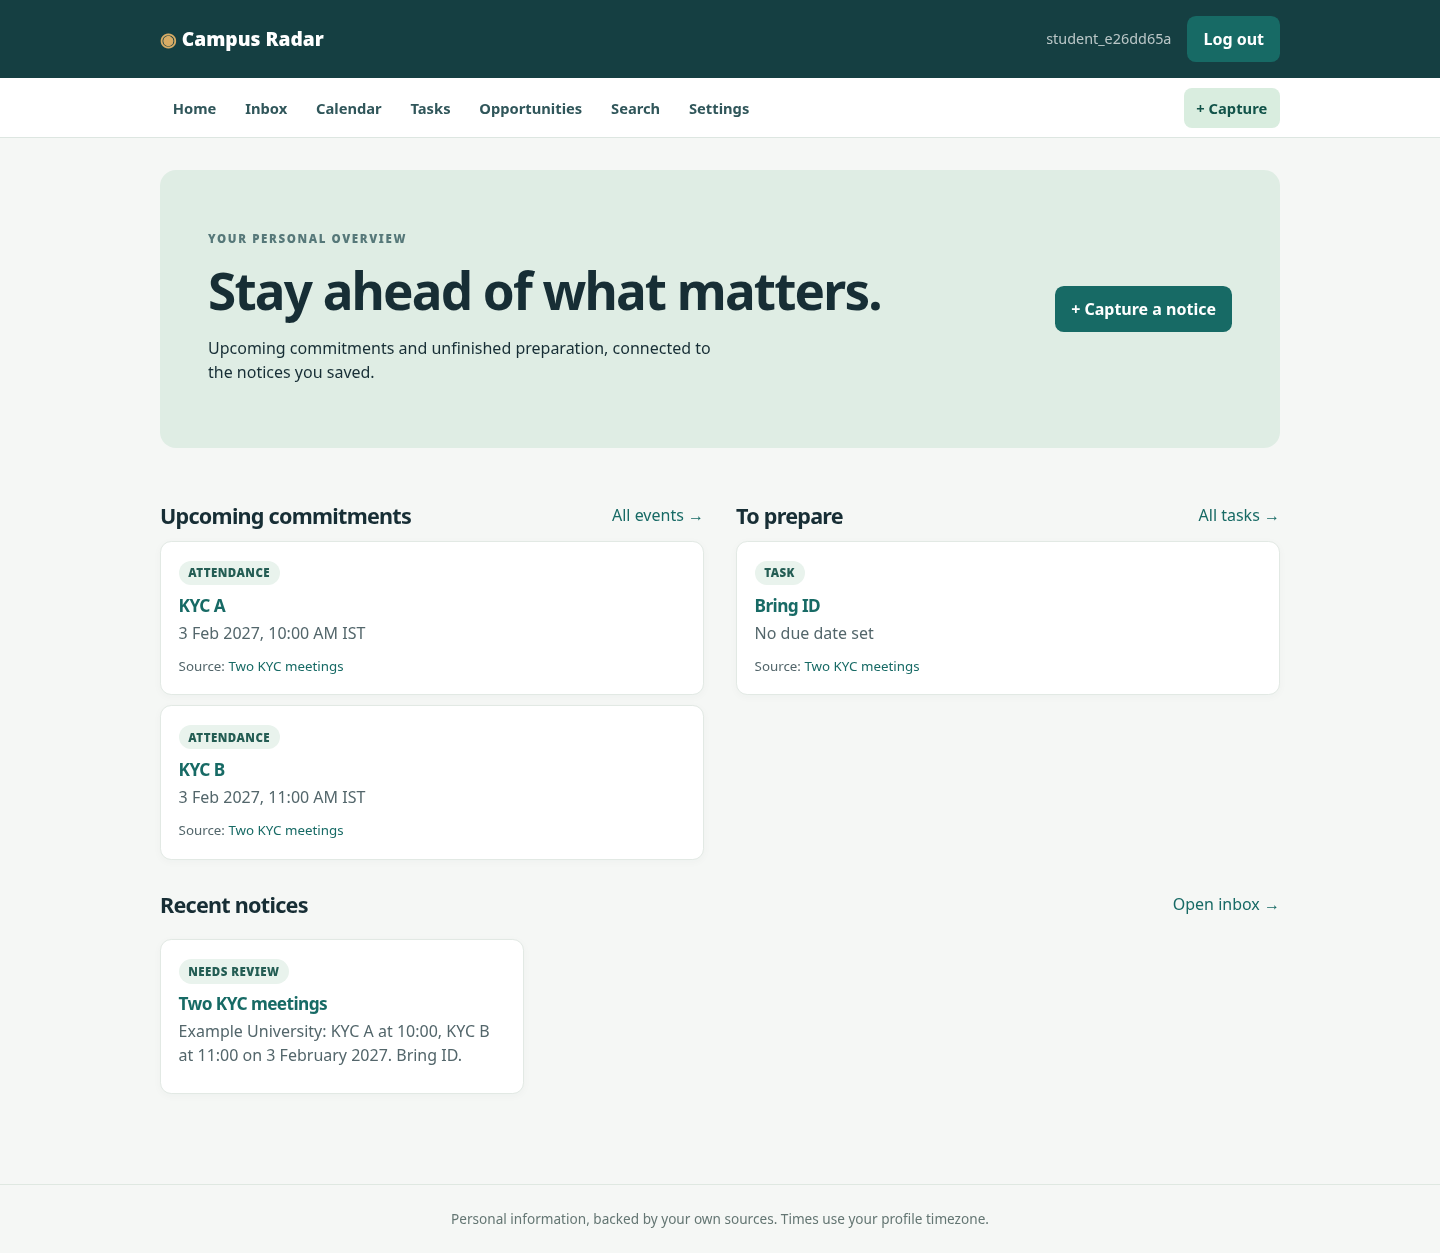 ◉ Campus Radar
student_e26dd65a
Log out
Home
Inbox
Calendar
Tasks
Opportunities
Search
Settings
+ Capture
YOUR PERSONAL OVERVIEW
Stay ahead of what matters.
Upcoming commitments and unfinished preparation, connected to
the notices you saved.
+ Capture a notice
Upcoming commitments
All events →
ATTENDANCE
KYC A
3 Feb 2027, 10:00 AM IST
Source: Two KYC meetings
ATTENDANCE
KYC B
3 Feb 2027, 11:00 AM IST
Source: Two KYC meetings
To prepare
All tasks →
TASK
Bring ID
No due date set
Source: Two KYC meetings
Recent notices
Open inbox →
NEEDS REVIEW
Two KYC meetings
Example University: KYC A at 10:00, KYC B
at 11:00 on 3 February 2027. Bring ID.
Personal information, backed by your own sources. Times use your profile timezone.